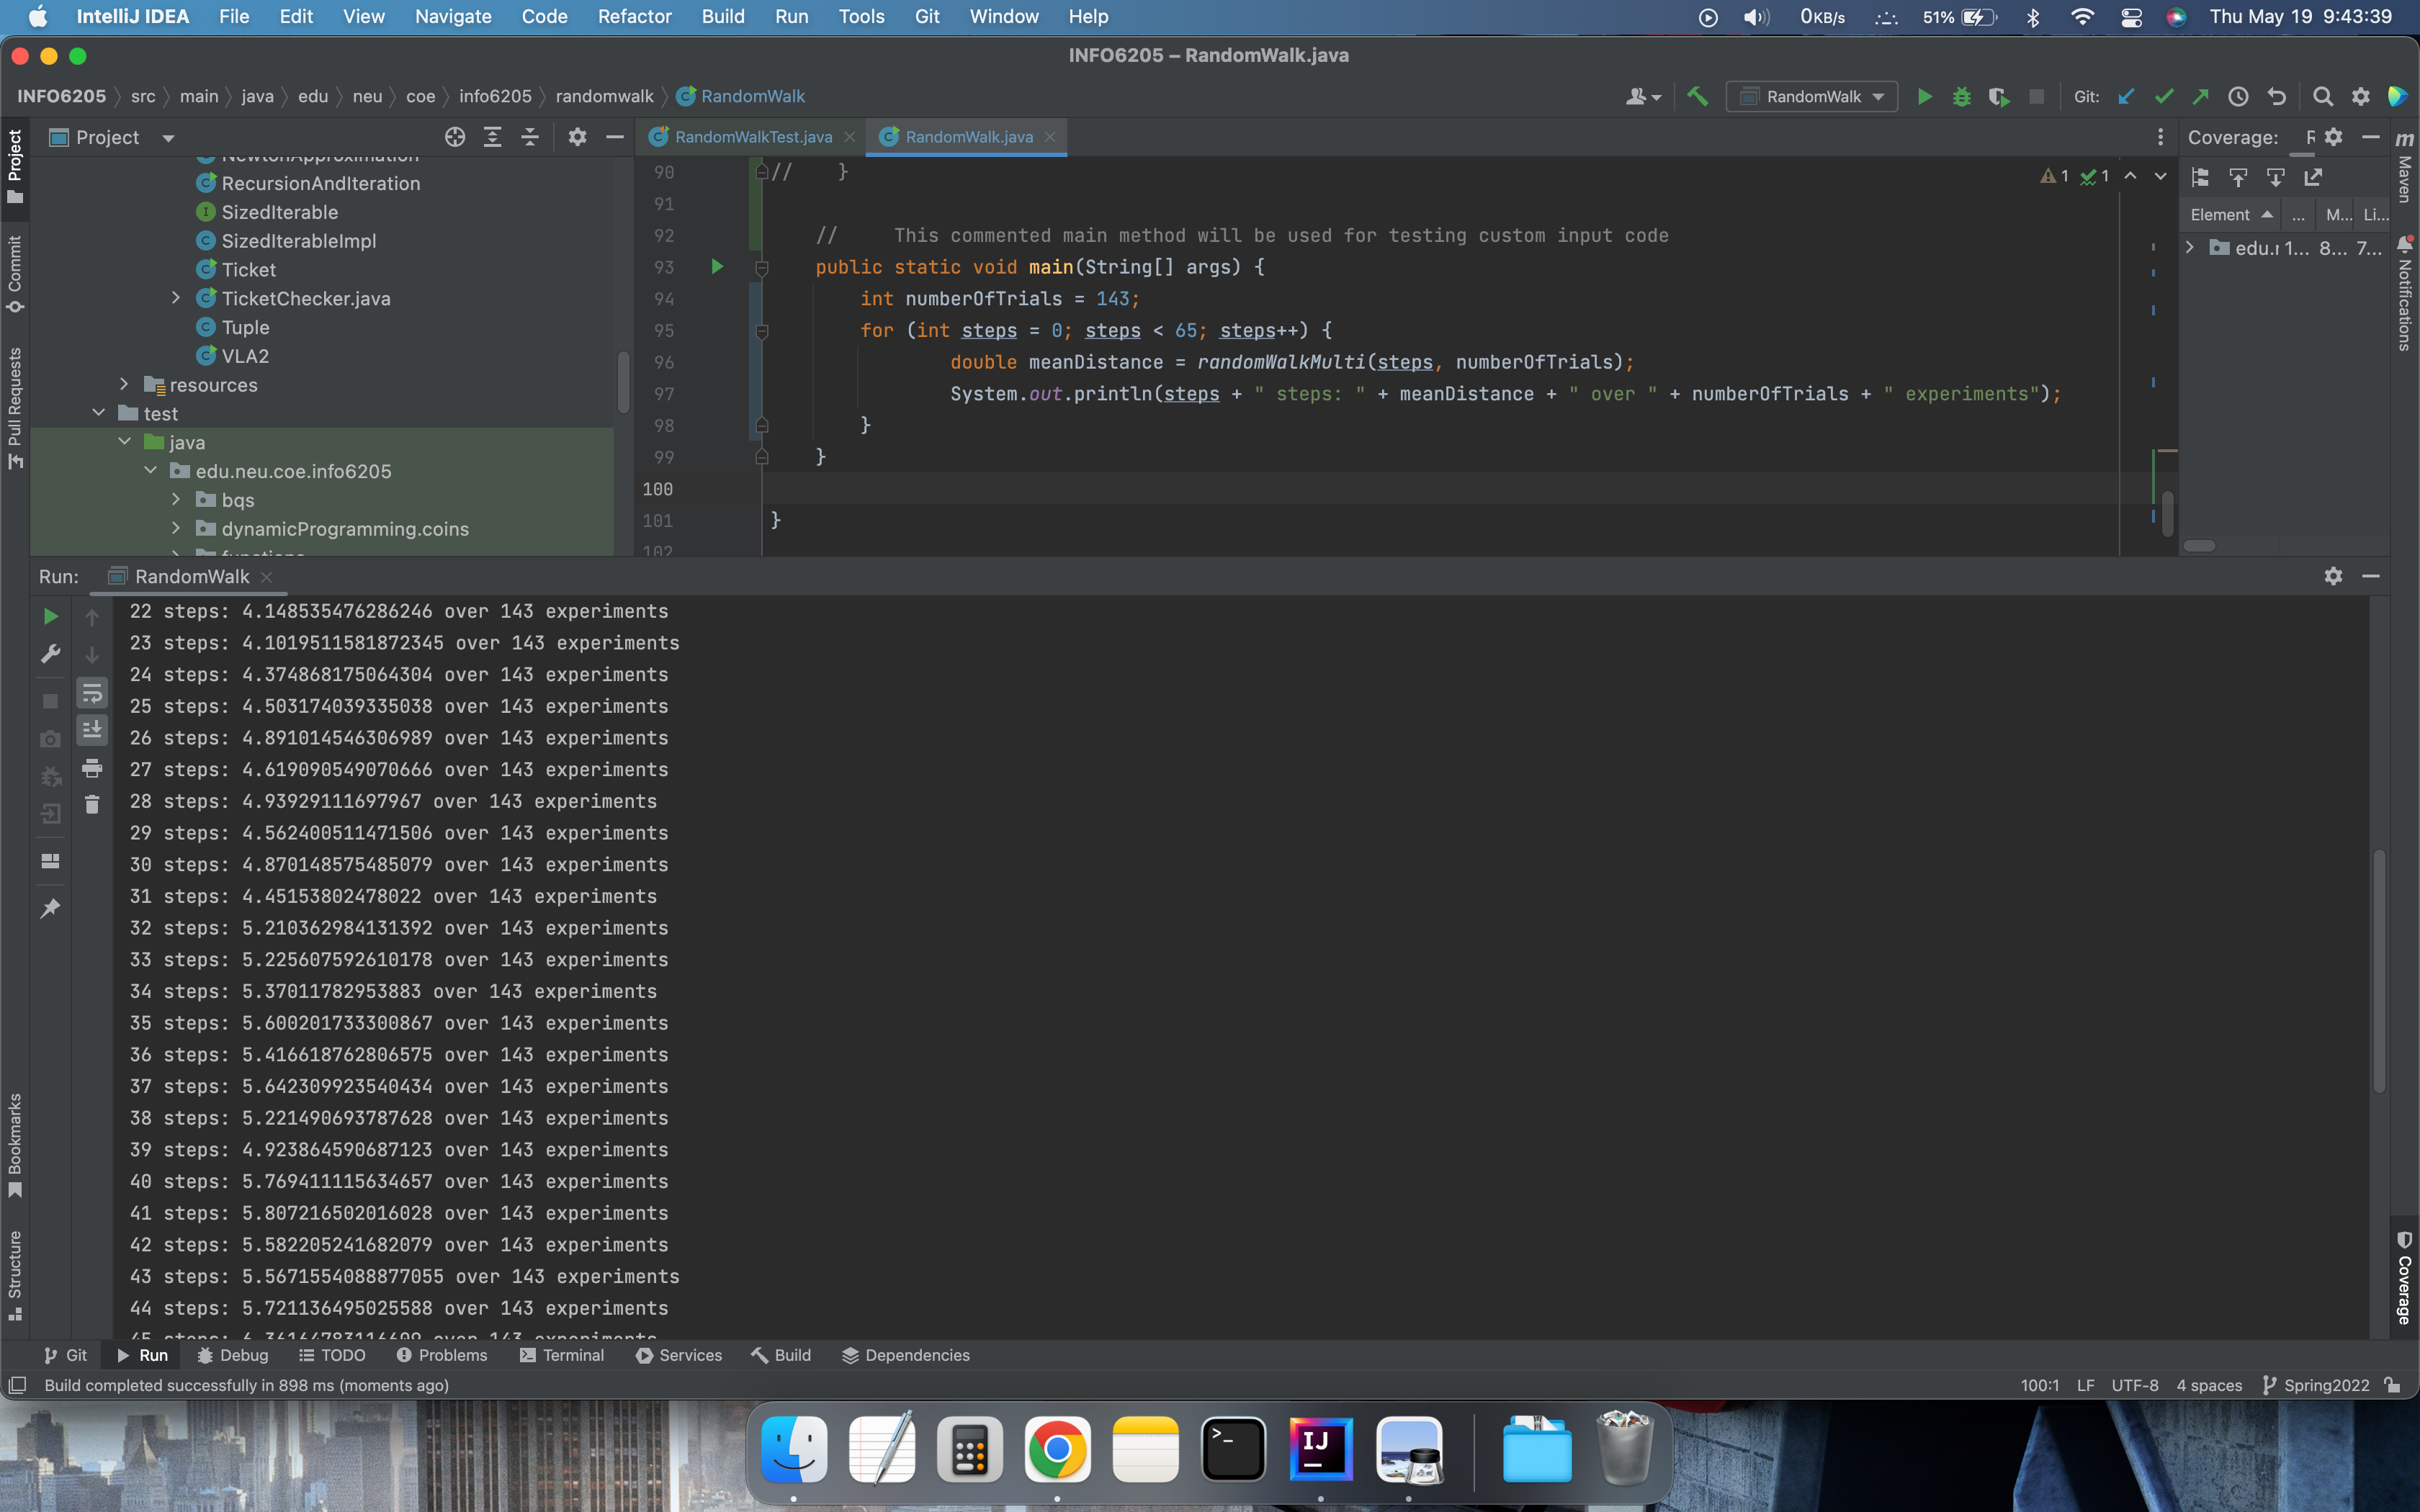 IntelliJ IDEA File Edit View Navigate Code Refactor Build Run Tools Git Window Help 0KB/s 51% Thu May 19 9:43:39
INFO6205 – RandomWalk.java
INFO6205 src main java edu neu coe info6205 randomwalk RandomWalk RandomWalk Git:
Project
Commit
Pull Requests
Bookmarks
Structure
Project
NewtonApproximation
RecursionAndIteration
SizedIterable
SizedIterableImpl
Ticket
TicketChecker.java
Tuple
VLA2
resources
test
java
edu.neu.coe.info6205
bqs
dynamicProgramming.coins
functions
RandomWalkTest.java RandomWalk.java
1 1
90 // }
91
92 // This commented main method will be used for testing custom input code
93 public static void main(String[] args) {
94 int numberOfTrials = 143;
95 for (int steps = 0; steps < 65; steps++) {
96 double meanDistance = randomWalkMulti(steps, numberOfTrials);
97 System.out.println(steps + " steps: " + meanDistance + " over " + numberOfTrials + " experiments");
98 }
99 }
100
101 }
102
Coverage: R
Element ... M... Li...
edu.r 1... 8... 7...
Maven
Notifications
Coverage
Run: RandomWalk
22 steps: 4.148535476286246 over 143 experiments
23 steps: 4.1019511581872345 over 143 experiments
24 steps: 4.374868175064304 over 143 experiments
25 steps: 4.503174039335038 over 143 experiments
26 steps: 4.891014546306989 over 143 experiments
27 steps: 4.619090549070666 over 143 experiments
28 steps: 4.93929111697967 over 143 experiments
29 steps: 4.562400511471506 over 143 experiments
30 steps: 4.870148575485079 over 143 experiments
31 steps: 4.45153802478022 over 143 experiments
32 steps: 5.210362984131392 over 143 experiments
33 steps: 5.225607592610178 over 143 experiments
34 steps: 5.37011782953883 over 143 experiments
35 steps: 5.600201733300867 over 143 experiments
36 steps: 5.416618762806575 over 143 experiments
37 steps: 5.642309923540434 over 143 experiments
38 steps: 5.221490693787628 over 143 experiments
39 steps: 4.923864590687123 over 143 experiments
40 steps: 5.769411115634657 over 143 experiments
41 steps: 5.807216502016028 over 143 experiments
42 steps: 5.582205241682079 over 143 experiments
43 steps: 5.5671554088877055 over 143 experiments
44 steps: 5.721136495025588 over 143 experiments
45 steps: 6.36164783116609 over 143 experiments
Git Run Debug TODO Problems Terminal Services Build Dependencies
Build completed successfully in 898 ms (moments ago) 100:1 LF UTF-8 4 spaces Spring2022
IJ